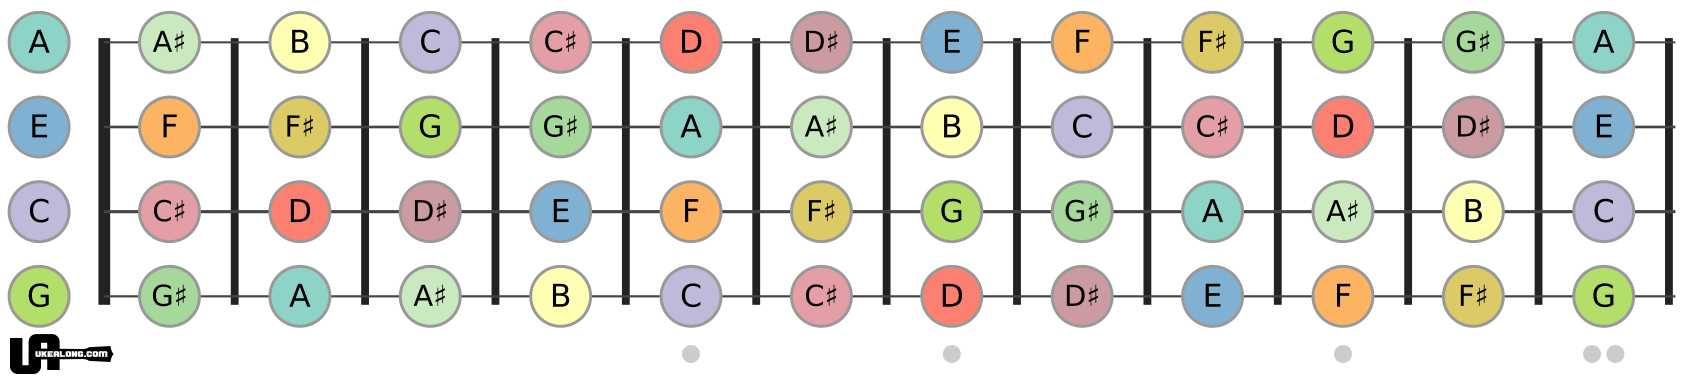 A A♯ B C C♯ D D♯ E F F♯ G G♯ A
E F F♯ G G♯ A A♯ B C C♯ D D♯ E
C C♯ D D♯ E F F♯ G G♯ A A♯ B C
G G♯ A A♯ B C C♯ D D♯ E F F♯ G
UA
UKEALONG.COM